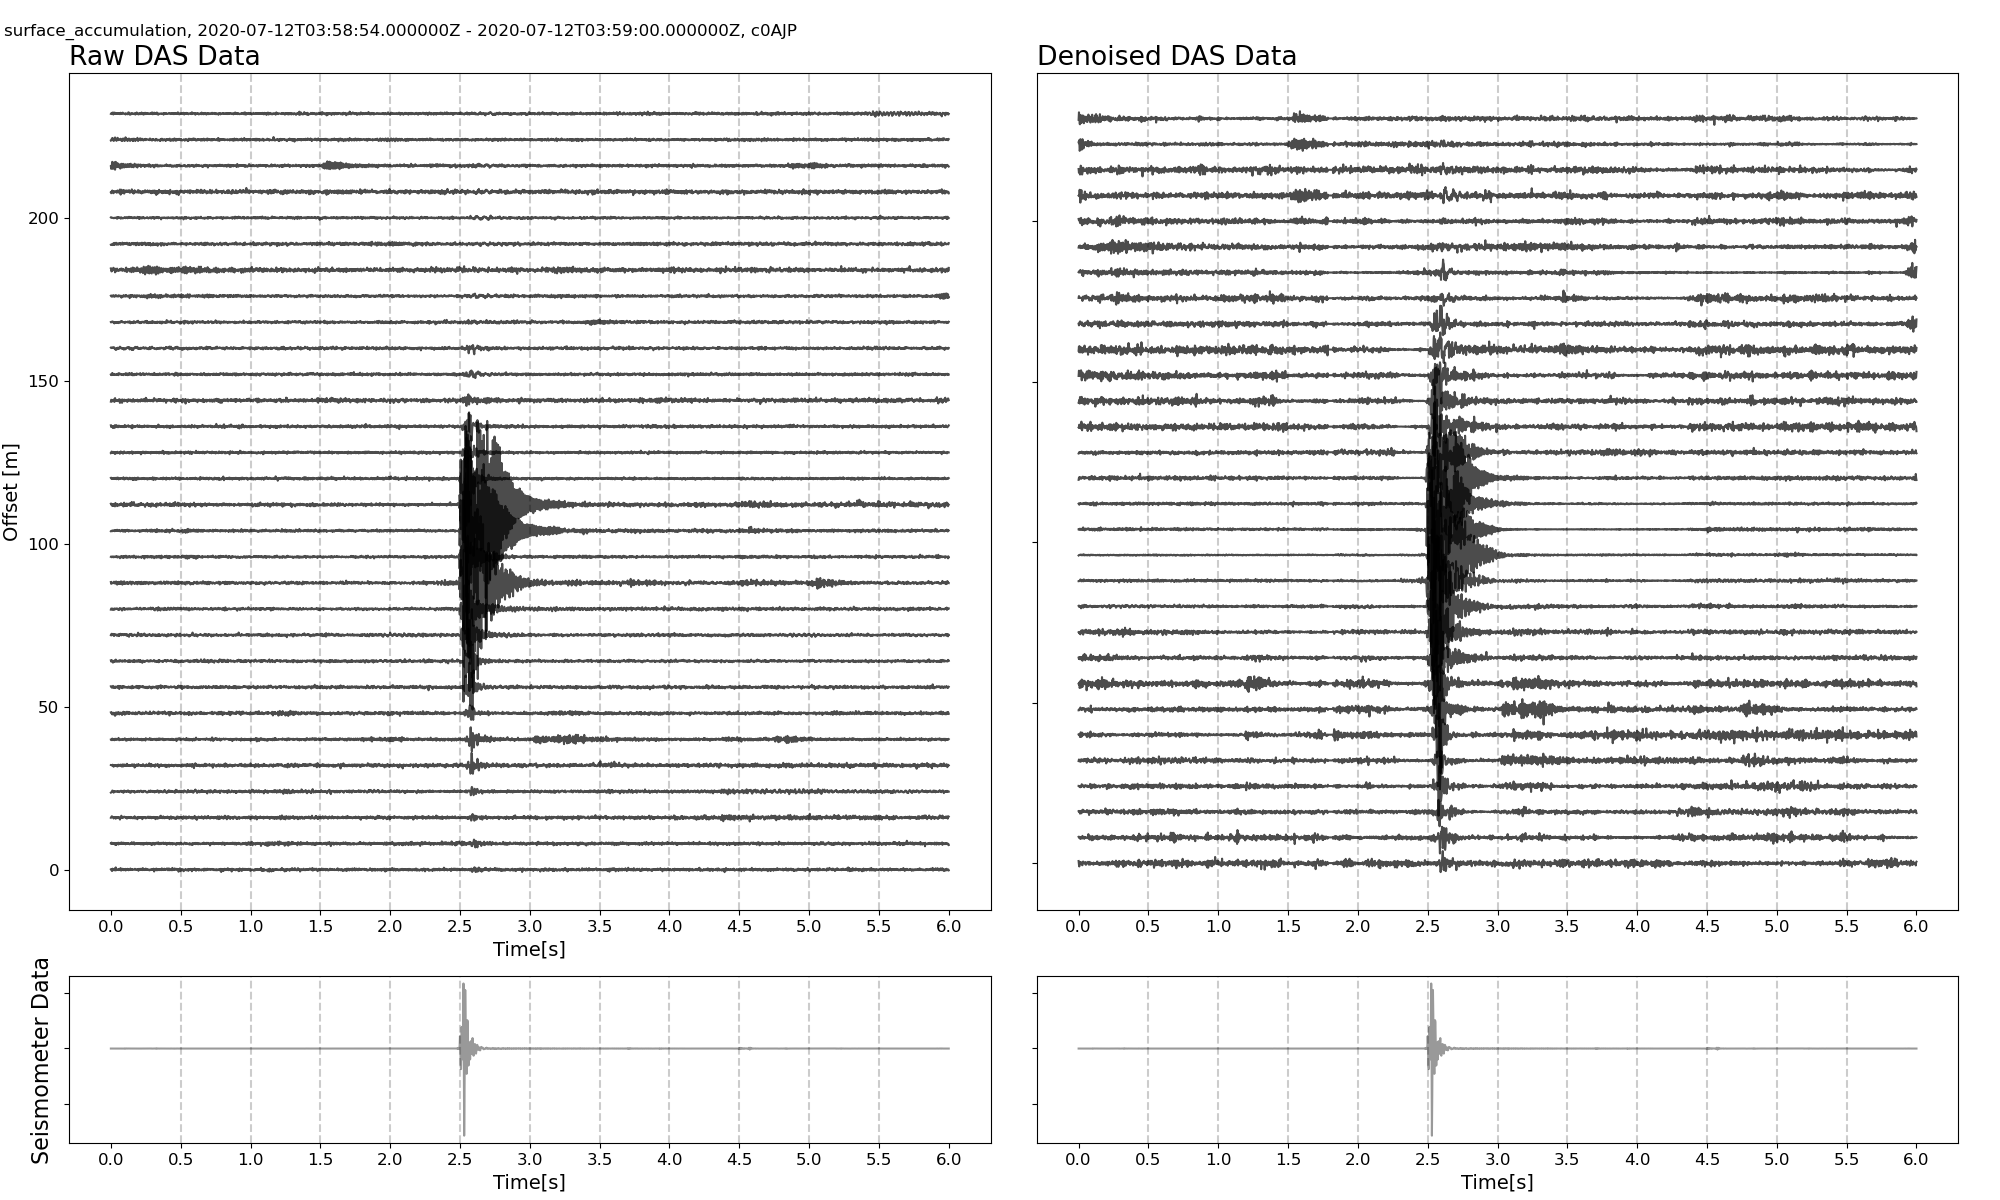 surface_accumulation, 2020-07-12T03:58:54.000000Z - 2020-07-12T03:59:00.000000Z, c0AJP
Raw DAS Data
Denoised DAS Data
Offset [m]
200
150
100
50
0
0.0 0.5 1.0 1.5 2.0 2.5 3.0 3.5 4.0 4.5 5.0 5.5 6.0
Time[s]
0.0 0.5 1.0 1.5 2.0 2.5 3.0 3.5 4.0 4.5 5.0 5.5 6.0
Seismometer Data
0.0 0.5 1.0 1.5 2.0 2.5 3.0 3.5 4.0 4.5 5.0 5.5 6.0
Time[s]
0.0 0.5 1.0 1.5 2.0 2.5 3.0 3.5 4.0 4.5 5.0 5.5 6.0
Time[s]